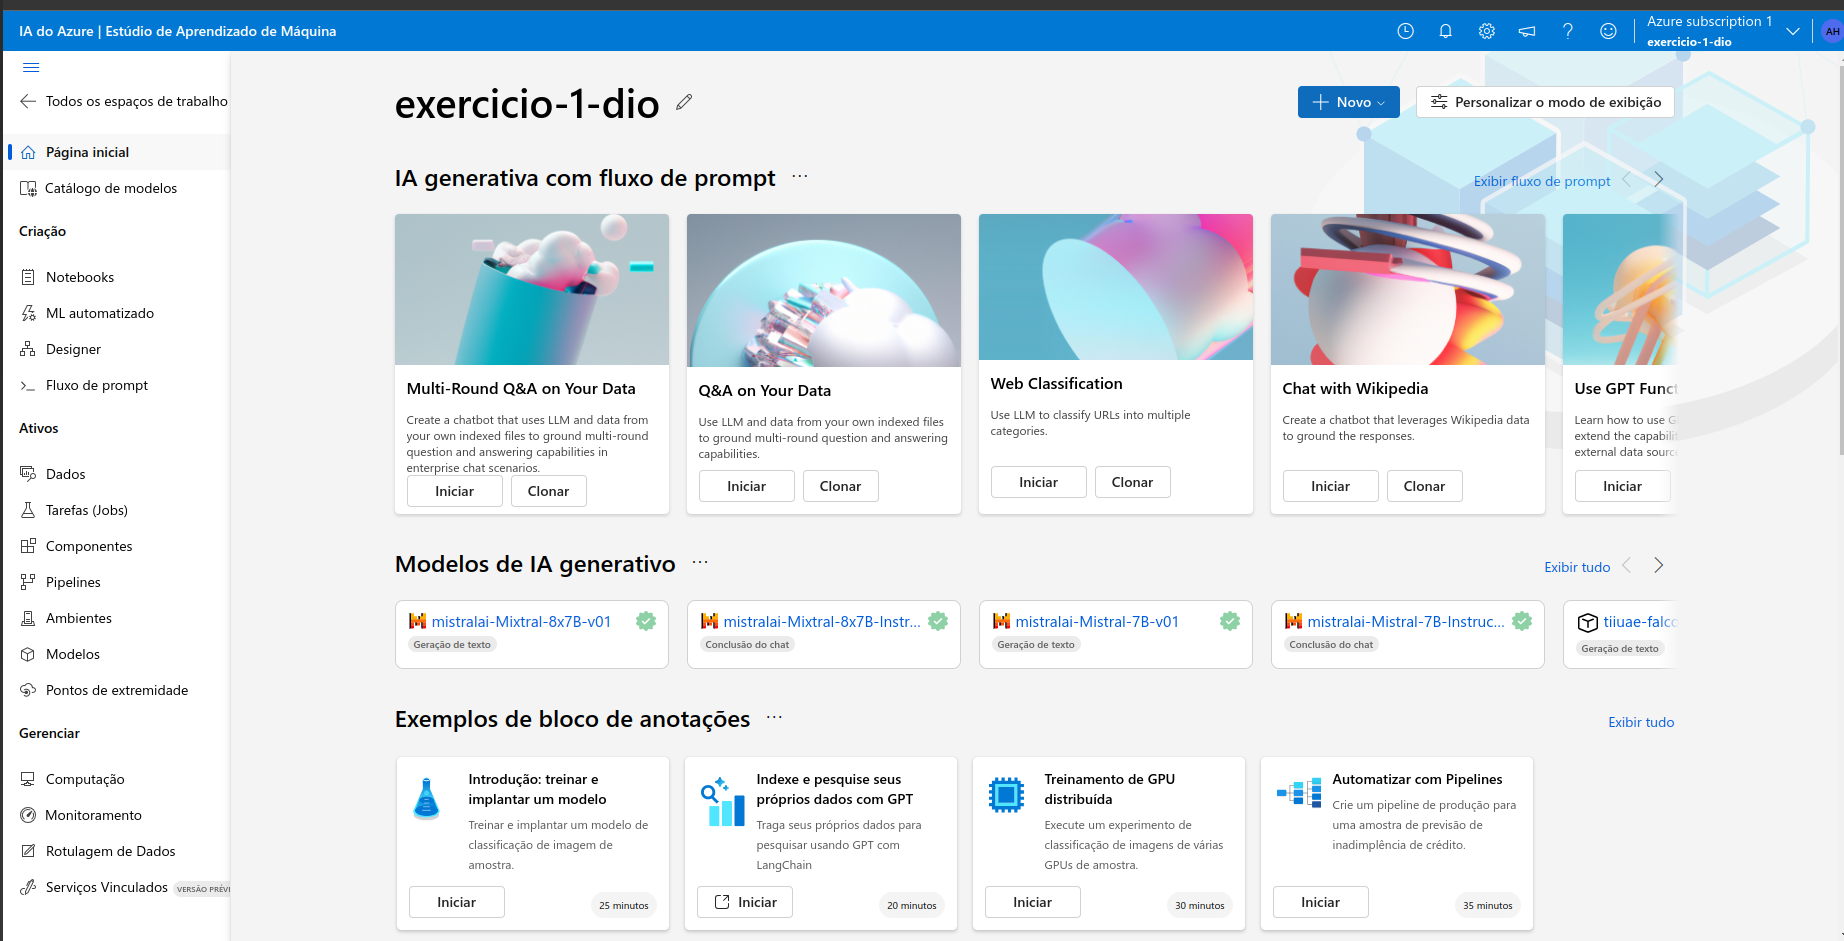 IA do Azure | Estúdio de Aprendizado de Máquina
Azure subscription 1
exercicio-1-dio
AH
Todos os espaços de trabalho
Página inicial
Catálogo de modelos
Criação
Notebooks
ML automatizado
Designer
Fluxo de prompt
Ativos
Dados
Tarefas (Jobs)
Componentes
Pipelines
Ambientes
Modelos
Pontos de extremidade
Gerenciar
Computação
Monitoramento
Rotulagem de Dados
Serviços Vinculados
VERSÃO PRÉVI
exercicio-1-dio
Novo
Personalizar o modo de exibição
IA generativa com fluxo de prompt
...
Exibir fluxo de prompt
Multi-Round Q&A on Your Data
Create a chatbot that uses LLM and data from
your own indexed files to ground multi-round
question and answering capabilities in
enterprise chat scenarios.
Iniciar
Clonar
Q&A on Your Data
Use LLM and data from your own indexed files
to ground multi-round question and answering
capabilities.
Iniciar
Clonar
Web Classification
Use LLM to classify URLs into multiple
categories.
Iniciar
Clonar
Chat with Wikipedia
Create a chatbot that leverages Wikipedia data
to ground the responses.
Iniciar
Clonar
Use GPT Funct
Learn how to use G
extend the capabilit
external data sourc
Iniciar
Modelos de IA generativo
...
Exibir tudo
mistralai-Mixtral-8x7B-v01
Geração de texto
mistralai-Mixtral-8x7B-Instr...
Conclusão do chat
mistralai-Mistral-7B-v01
Geração de texto
mistralai-Mistral-7B-Instruc...
Conclusão do chat
tiiuae-falco
Geração de texto
Exemplos de bloco de anotações
...
Exibir tudo
Introdução: treinar e
implantar um modelo
Treinar e implantar um modelo de
classificação de imagem de
amostra.
Iniciar
25 minutos
Indexe e pesquise seus
próprios dados com GPT
Traga seus próprios dados para
pesquisar usando GPT com
LangChain
Iniciar
20 minutos
Treinamento de GPU
distribuída
Execute um experimento de
classificação de imagens de várias
GPUs de amostra.
Iniciar
30 minutos
Automatizar com Pipelines
Crie um pipeline de produção para
uma amostra de previsão de
inadimplência de crédito.
Iniciar
35 minutos